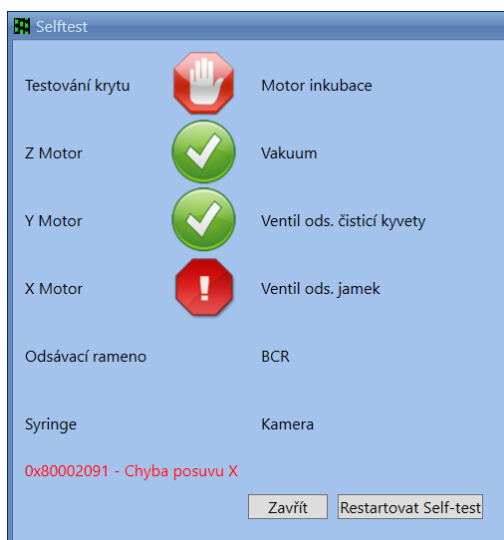 Selftest
Testování krytu
Motor inkubace
Z Motor
Vakuum
Y Motor
Ventil ods. čisticí kyvety
X Motor
Ventil ods. jamek
Odsávací rameno
BCR
Syringe
Kamera
0x80002091 - Chyba posuvu X
Zavřít
Restartovat Self-test